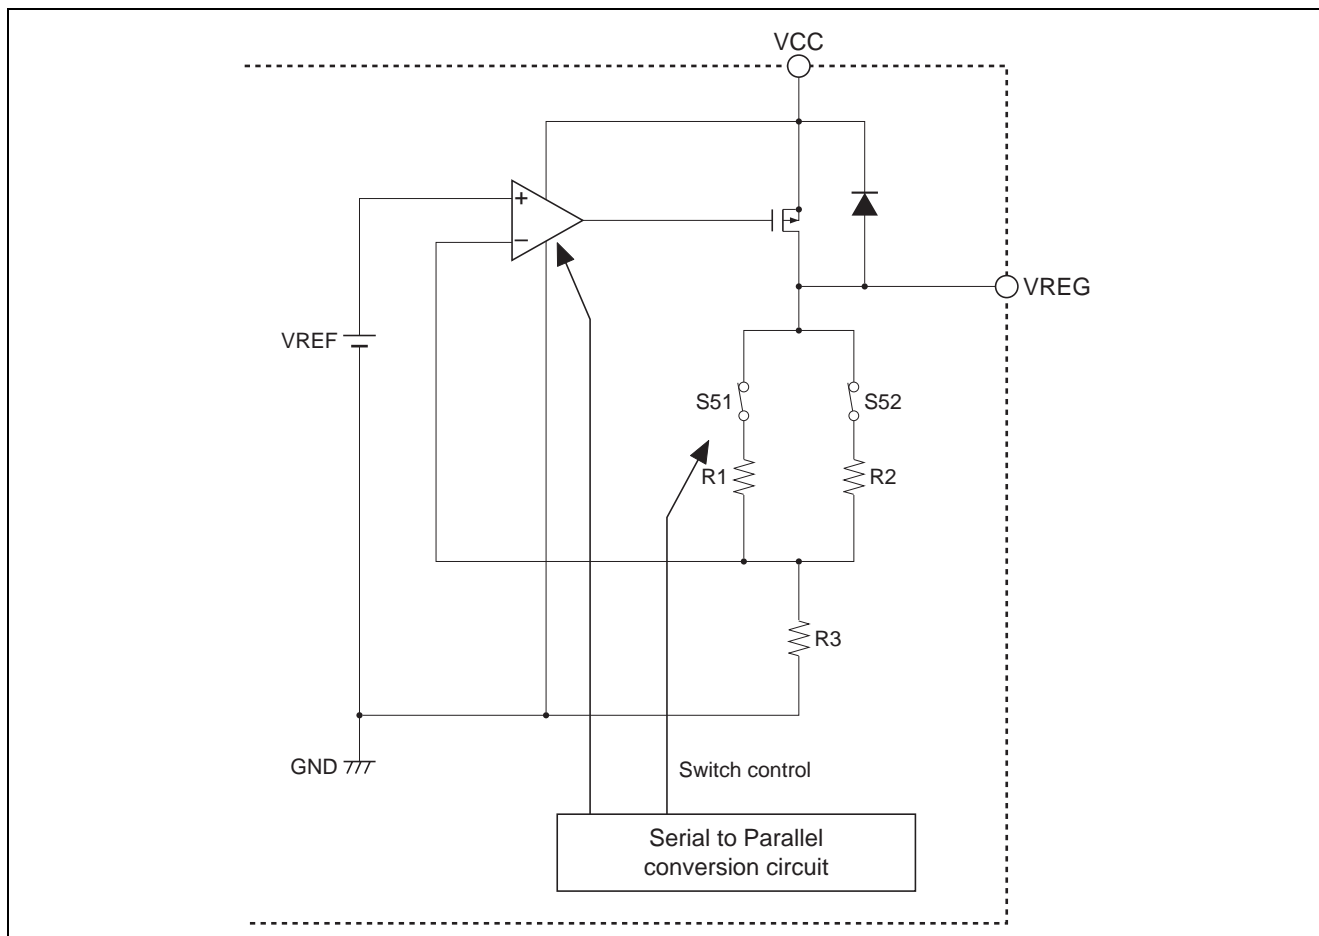 VCC
+
−
VREG
VREF
S51
S52
R1
R2
R3
GND
Switch control
Serial to Parallel
conversion circuit